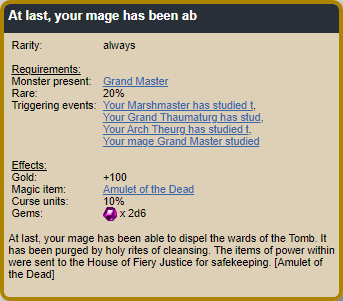 At last, your mage has been ab
Rarity: always
Requirements:
Monster present: Grand Master
Rare: 20%
Triggering events: Your Marshmaster has studied t,
Your Grand Thaumaturg has stud,
Your Arch Theurg has studied t,
Your mage Grand Master studied
Effects:
Gold: +100
Magic item: Amulet of the Dead
Curse units: 10%
Gems: x 2d6
At last, your mage has been able to dispel the wards of the Tomb. It
has been purged by holy rites of cleansing. The items of power within
were sent to the House of Fiery Justice for safekeeping. [Amulet
of the Dead]